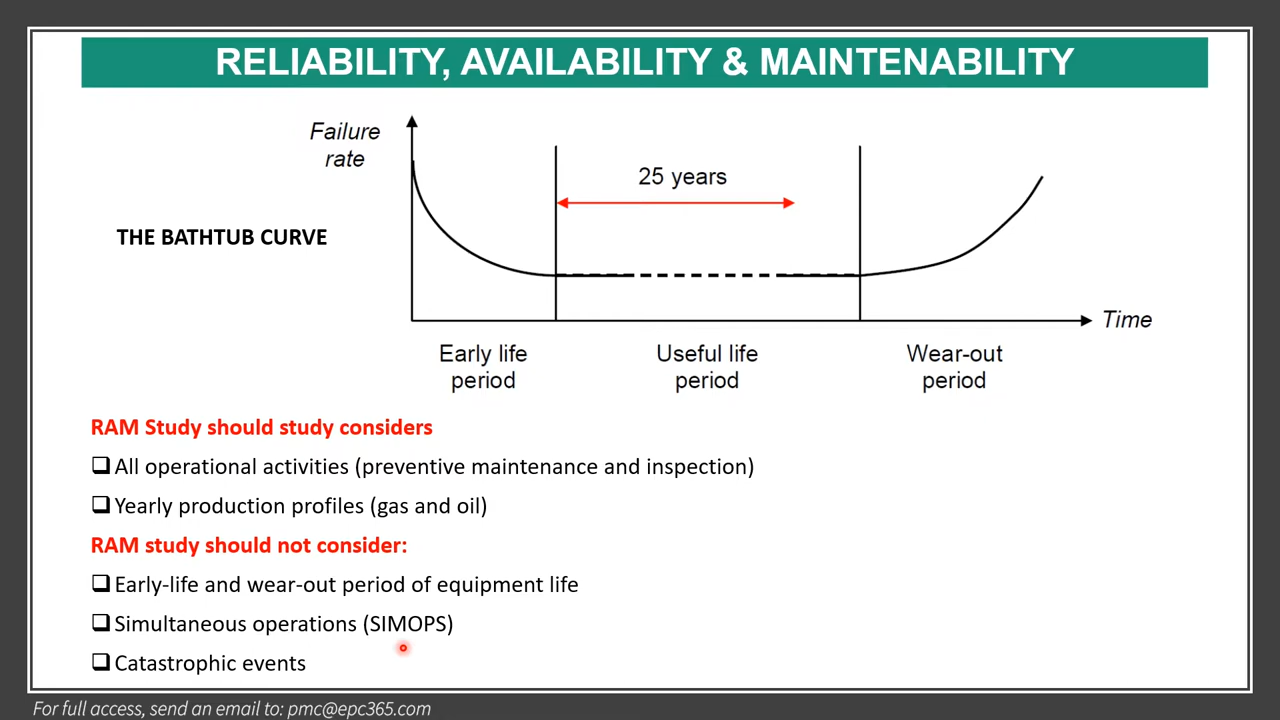 RELIABILITY, AVAILABILITY & MAINTENABILITY
Failure
rate
25 years
THE BATHTUB CURVE
Time
Early life
period
Useful life
period
Wear-out
period
RAM Study should study considers
All operational activities (preventive maintenance and inspection)
Yearly production profiles (gas and oil)
RAM study should not consider:
Early-life and wear-out period of equipment life
Simultaneous operations (SIMOPS)
Catastrophic events
For full access, send an email to: pmc@epc365.com